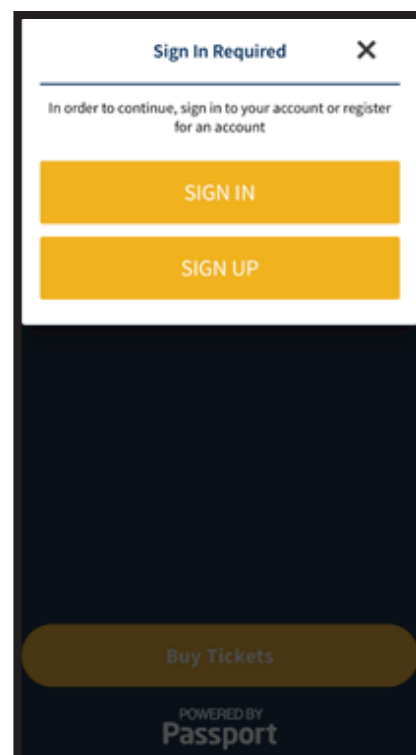 Sign In Required
In order to continue, sign in to your account or register
for an account
SIGN IN
SIGN UP
Buy Tickets
POWERED BY
Passport